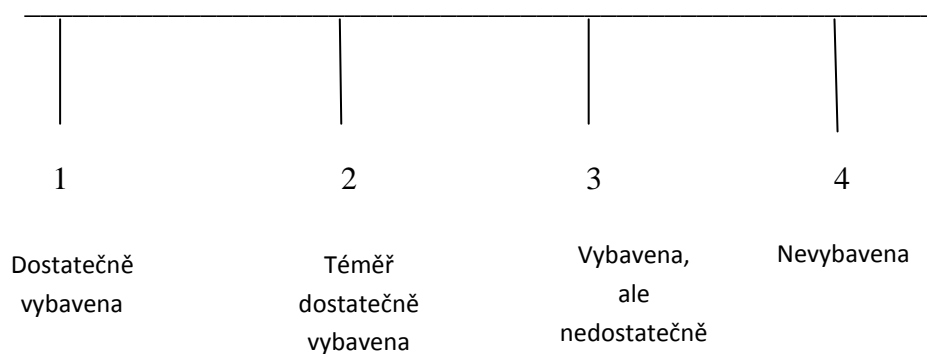 1
2
3
4
Dostatečně
vybavena
Téměř
dostatečně
vybavena
Vybavena,
ale
nedostatečně
Nevybavena